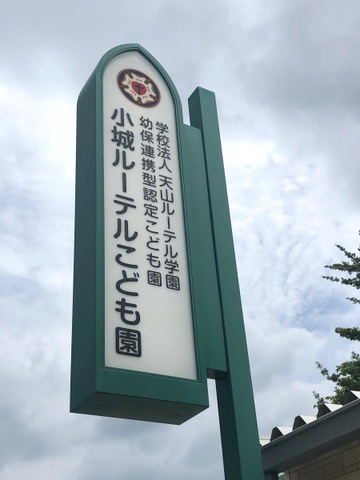 学校法人 天山ルーテル学園
幼保連携型認定こども園
小城ルーテルこども園